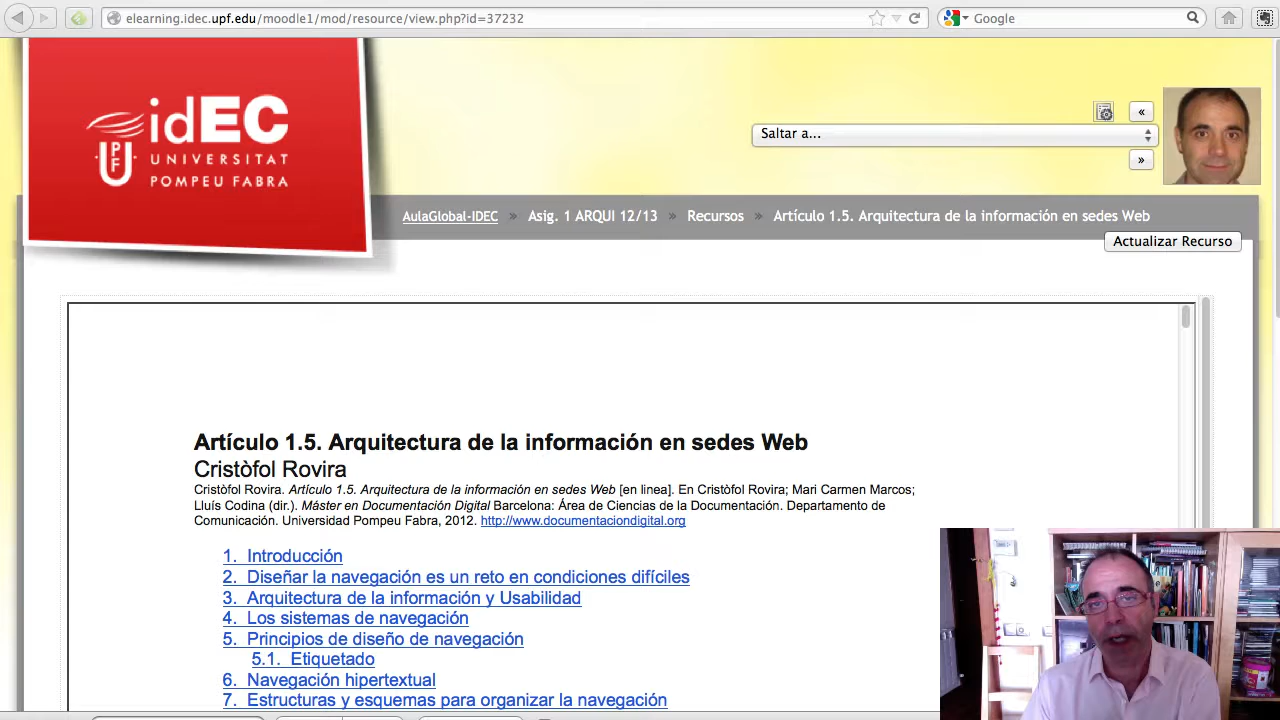 elearning.idec.upf.edu/moodle1/mod/resource/view.php?id=37232
Google
idEC
UPF
UNIVERSITAT
POMPEU FABRA
Saltar a...
«
»
AulaGlobal-IDEC » Asig. 1 ARQUI 12/13 » Recursos » Artículo 1.5. Arquitectura de la información en sedes Web
Actualizar Recurso
Artículo 1.5. Arquitectura de la información en sedes Web
Cristòfol Rovira
Cristòfol Rovira. Artículo 1.5. Arquitectura de la información en sedes Web [en linea]. En Cristòfol Rovira; Mari Carmen Marcos;
Lluís Codina (dir.). Máster en Documentación Digital Barcelona: Área de Ciencias de la Documentación. Departamento de
Comunicación. Universidad Pompeu Fabra, 2012. http://www.documentaciondigital.org
1. Introducción
2. Diseñar la navegación es un reto en condiciones difíciles
3. Arquitectura de la información y Usabilidad
4. Los sistemas de navegación
5. Principios de diseño de navegación
5.1. Etiquetado
6. Navegación hipertextual
7. Estructuras y esquemas para organizar la navegación